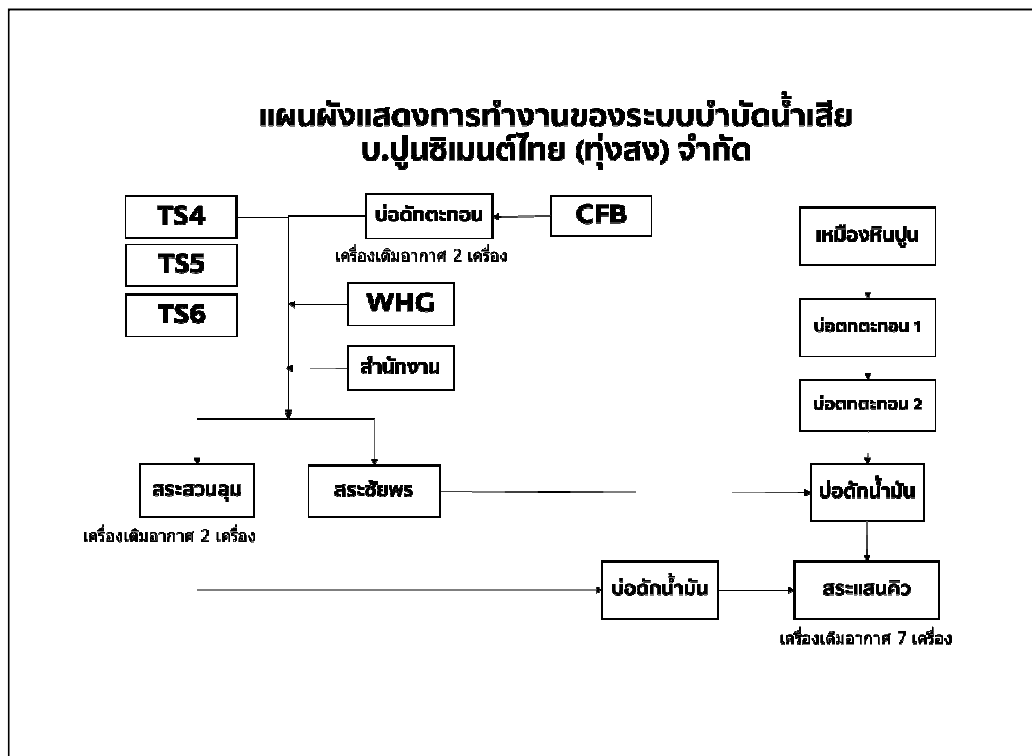 แผนผังแสดงการทำงานของระบบบำบัดน้ำเสีย
บ.ปูนซิเมนต์ไทย (ทุ่งสง) จำกัด
TS4
บ่อดักตะกอน
CFB
เหมืองหินปูน
เครื่องเติมอากาศ 2 เครื่อง
TS5
TS6
WHG
บ่อตกตะกอน 1
สำนักงาน
บ่อตกตะกอน 2
สระสวนลุม
สระชัยพร
บ่อดักน้ำมัน
เครื่องเติมอากาศ 2 เครื่อง
บ่อดักน้ำมัน
สระแสนคิว
เครื่องเติมอากาศ 7 เครื่อง